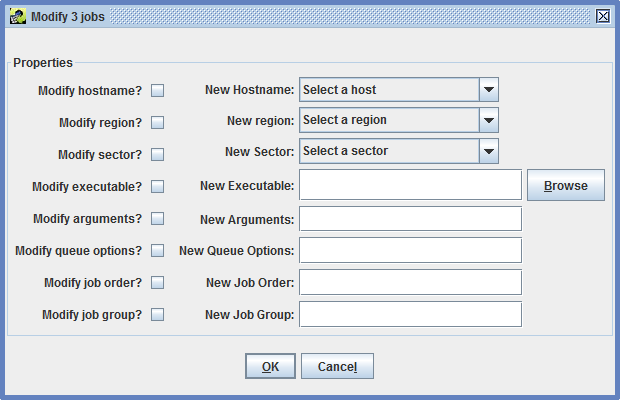 Modify 3 jobs
Properties
Modify hostname? New Hostname: Select a host
Modify region? New region: Select a region
Modify sector? New Sector: Select a sector
Modify executable? New Executable: Browse
Modify arguments? New Arguments:
Modify queue options? New Queue Options:
Modify job order? New Job Order:
Modify job group? New Job Group:
OK Cancel